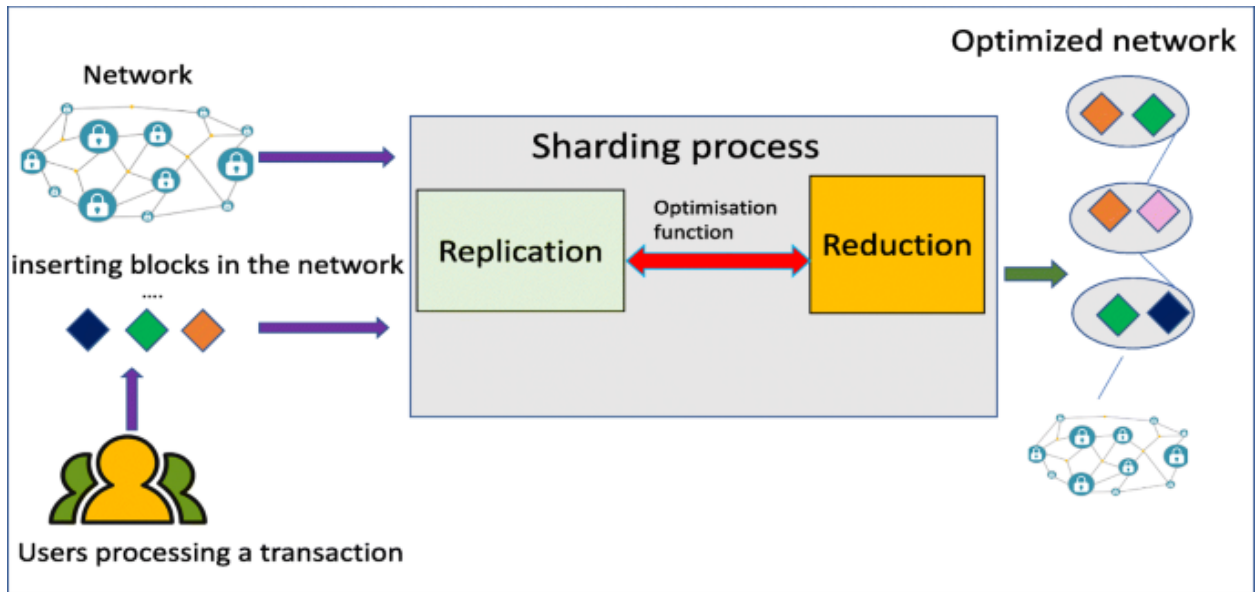 Optimized network
Network
Sharding process
Optimisation
function
Replication
Reduction
inserting blocks in the network
....
Users processing a transaction